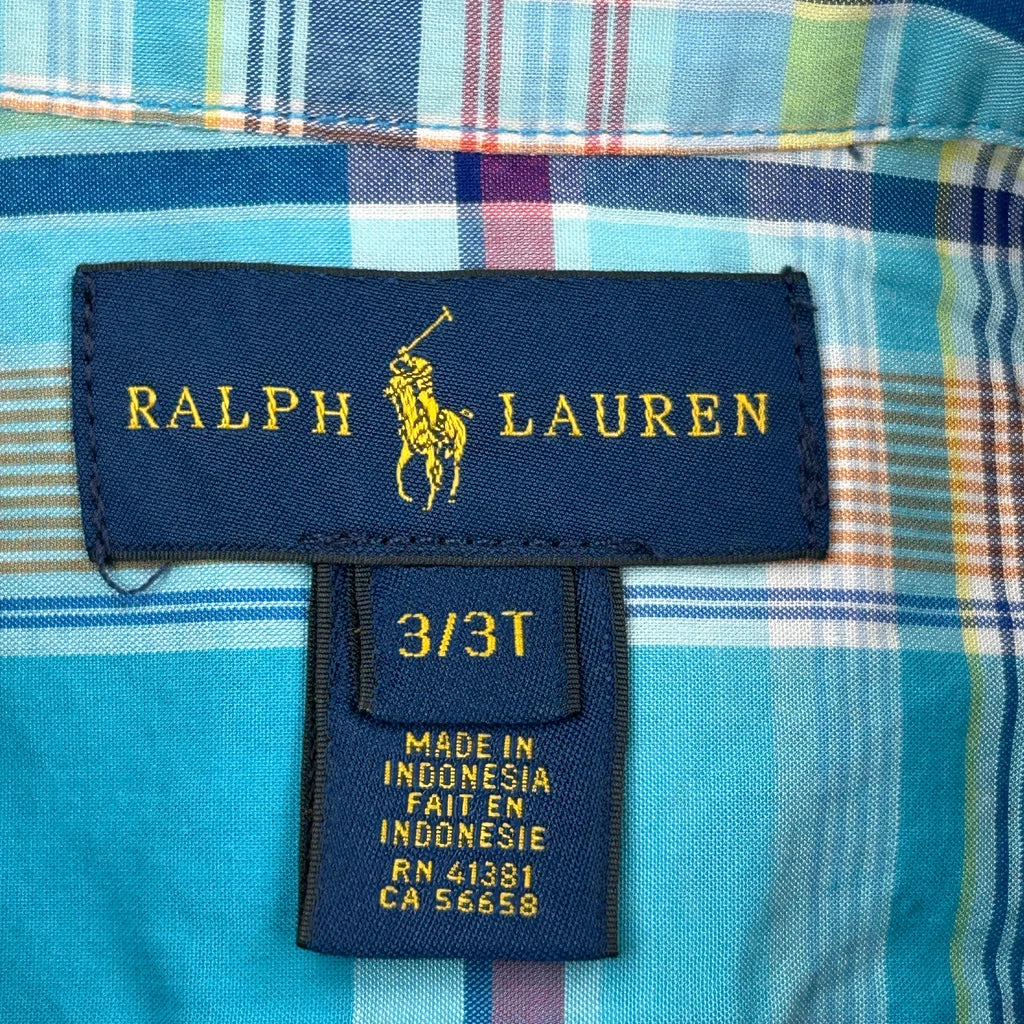 RALPH LAUREN
3/3T
MADE IN
INDONESIA
FAIT EN
INDONESIE
RN 41381
CA 56658